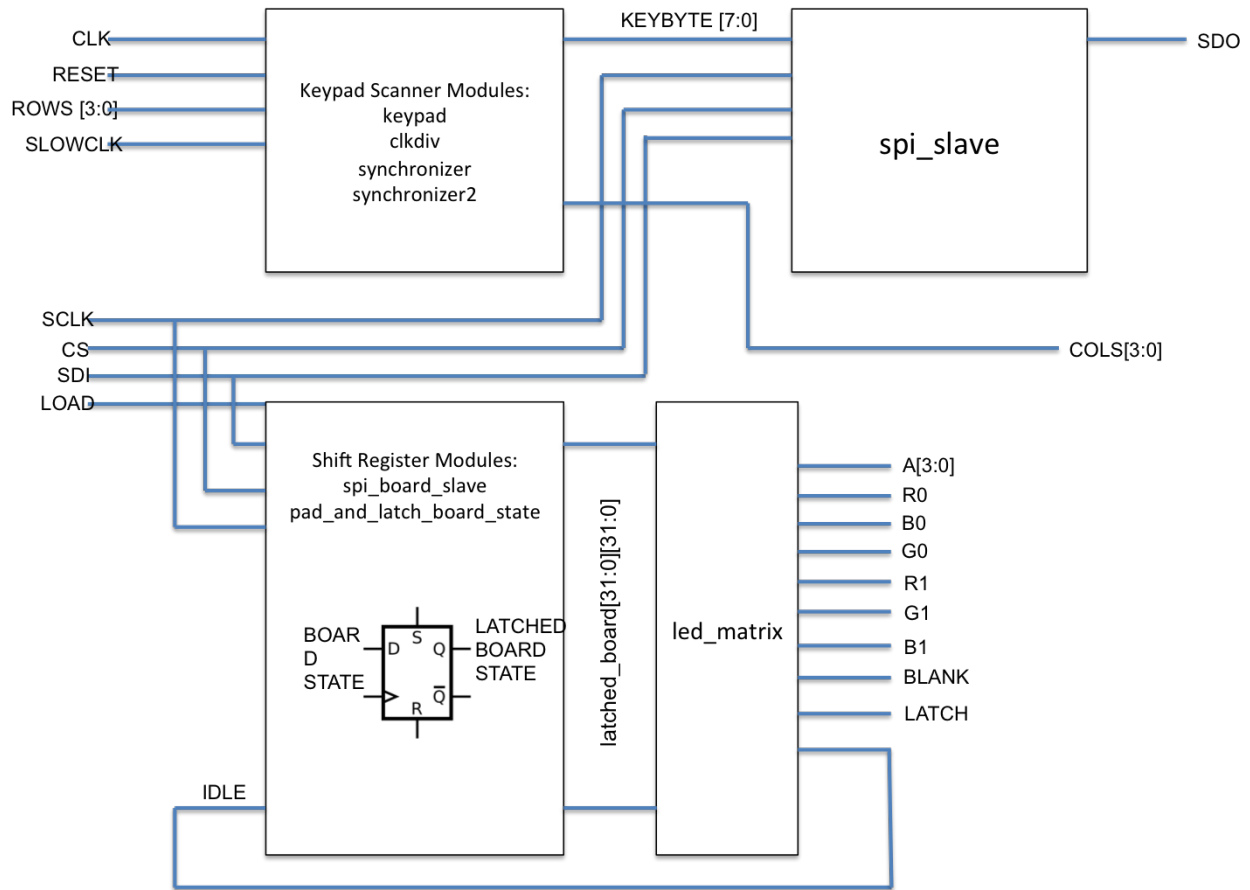 KEYBYTE [7:0]
CLK
RESET
ROWS [3:0]
SLOWCLK
Keypad Scanner Modules:
keypad
clkdiv
synchronizer
synchronizer2
spi_slave
SDO
SCLK
CS
SDI
LOAD
COLS[3:0]
Shift Register Modules:
spi_board_slave
pad_and_latch_board_state
BOAR
D
STATE
S
D
Q
Q
R
LATCHED
BOARD
STATE
latched_board[31:0][31:0]
led_matrix
A[3:0]
R0
B0
G0
R1
G1
B1
BLANK
LATCH
IDLE